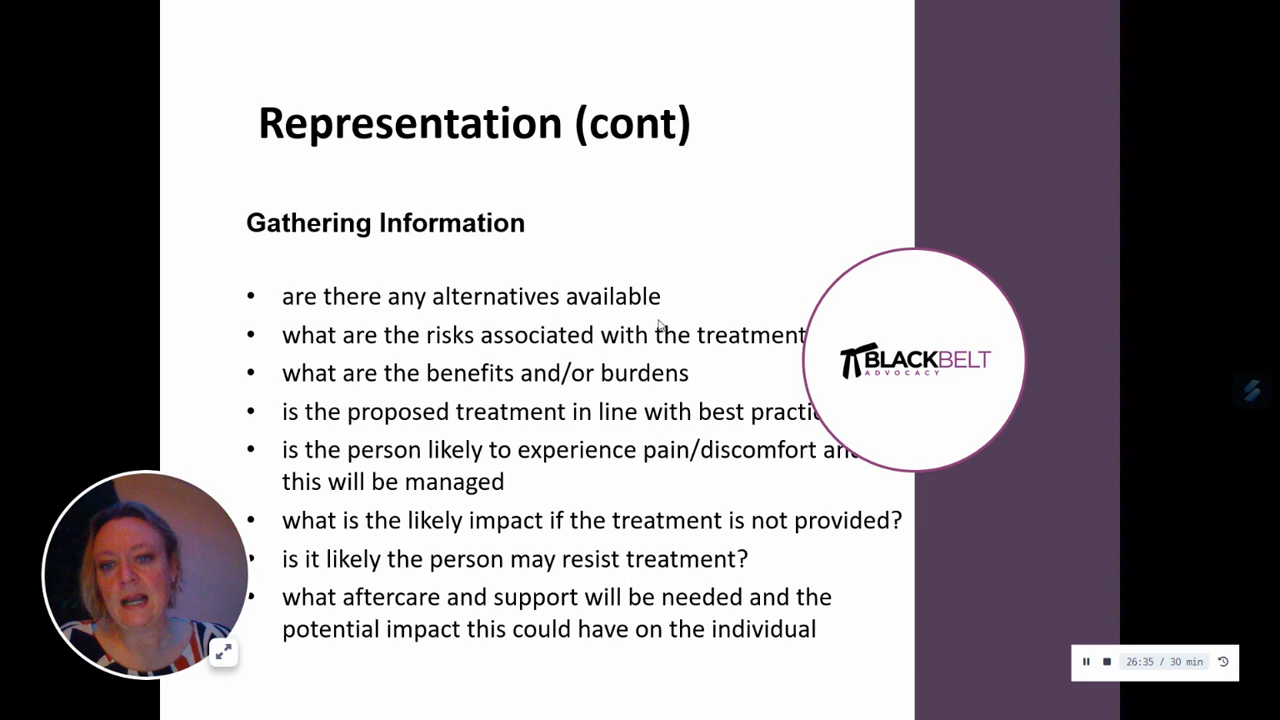 Representation (cont)
Gathering Information
• are there any alternatives available
• what are the risks associated with the treatment
• what are the benefits and/or burdens
• is the proposed treatment in line with best
• is the person likely to experience pain/discomfort
this will be managed
• what is the likely impact if the treatment is not provided?
• is it likely the person may resist treatment?
• what aftercare and support will be needed and the
potential impact this could have on the individual
BLACKBELT
ADVOCACY
26:35 / 30 min